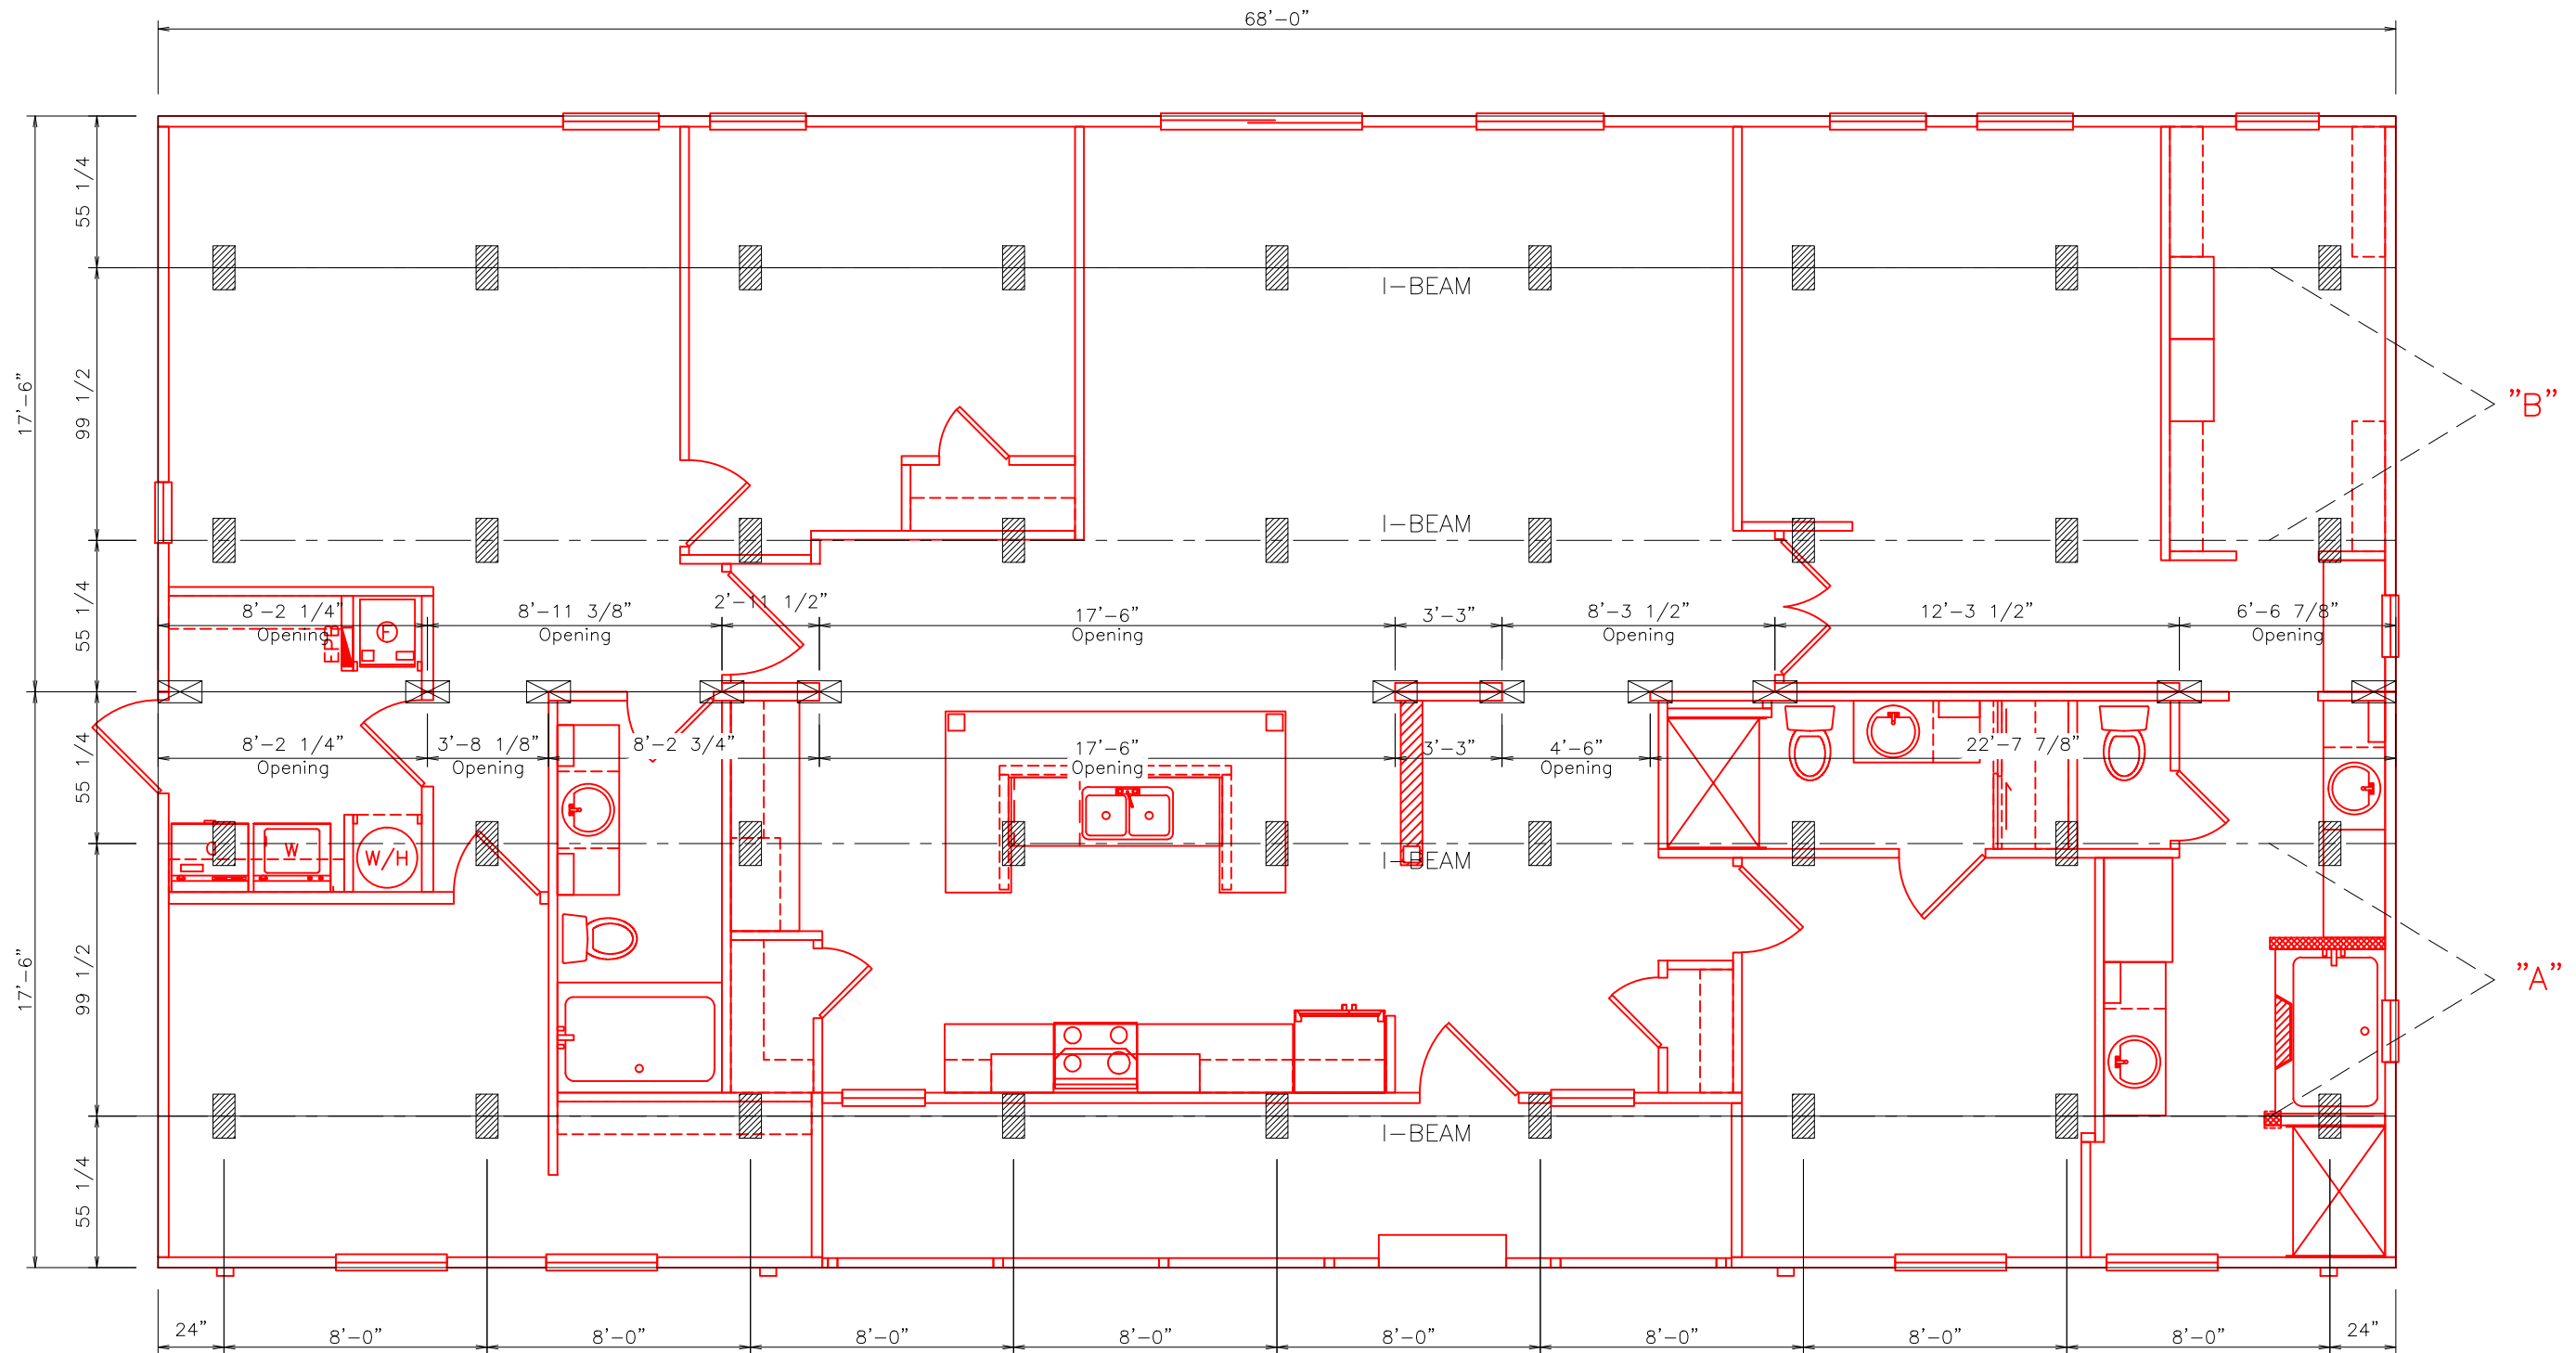 68'-0"
17'-6"
55 1/4
99 1/2
55 1/4
I-BEAM
"B"
I-BEAM
8'-2 1/4"
Opening
8'-11 3/8"
Opening
2'-11 1/2"
17'-6"
Opening
3'-3"
8'-3 1/2"
Opening
12'-3 1/2"
6'-6 7/8"
Opening
EPB
F
17'-6"
55 1/4
99 1/2
55 1/4
8'-2 1/4"
Opening
3'-8 1/8"
Opening
8'-2 3/4"
17'-6"
Opening
3'-3"
4'-6"
Opening
22'-7 7/8"
W
W/H
I-BEAM
"A"
I-BEAM
24"
8'-0"
8'-0"
8'-0"
8'-0"
8'-0"
8'-0"
8'-0"
8'-0"
24"